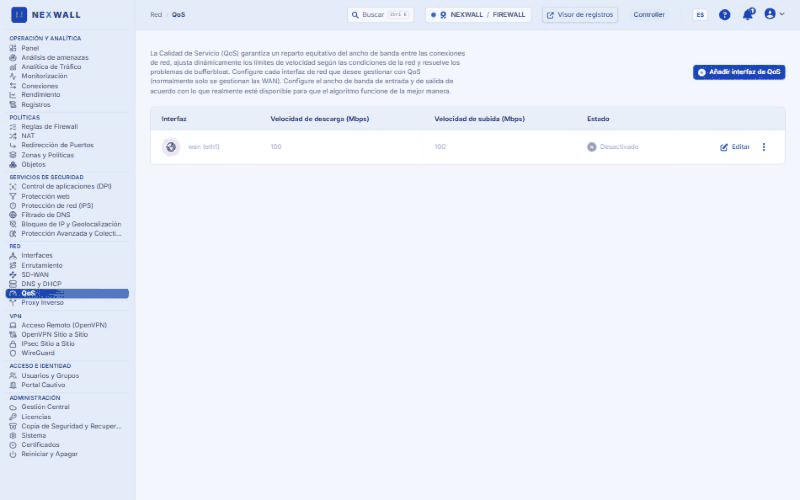 NEXWALL
Red / QoS
Buscar Ctrl K
NEXWALL / FIREWALL
Visor de registros
Controller
ES
OPERACIÓN Y ANALÍTICA
Panel
Análisis de amenazas
Analítica de Tráfico
Monitorización
Conexiones
Rendimiento
Registros
POLÍTICAS
Reglas de Firewall
NAT
Redirección de Puertos
Zonas y Políticas
Objetos
SERVICIOS DE SEGURIDAD
Control de aplicaciones (DPI)
Protección web
Protección de red (IPS)
Filtrado de DNS
Bloqueo de IP y Geolocalización
Protección Avanzada y Colecti...
RED
Interfaces
Enrutamiento
SD-WAN
DNS y DHCP
QoS
Proxy Inverso
VPN
Acceso Remoto (OpenVPN)
OpenVPN Sitio a Sitio
IPsec Sitio a Sitio
WireGuard
ACCESO E IDENTIDAD
Usuarios y Grupos
Portal Cautivo
ADMINISTRACIÓN
Gestión Central
Licencias
Copia de Seguridad y Recuper...
Sistema
Certificados
Reiniciar y Apagar
La Calidad de Servicio (QoS) garantiza un reparto equitativo del ancho de banda entre las conexiones
de red, ajusta dinámicamente los límites de velocidad según las condiciones de la red y resuelve los
problemas de bufferbloat. Configure cada interfaz de red que desee gestionar con QoS
(normalmente solo se gestionan las WAN). Configure el ancho de banda de entrada y de salida de
acuerdo con lo que realmente esté disponible para que el algoritmo funcione de la mejor manera.
Añadir interfaz de QoS
Interfaz Velocidad de descarga (Mbps) Velocidad de subida (Mbps) Estado
wan (eth1) 100 100 Desactivado Editar